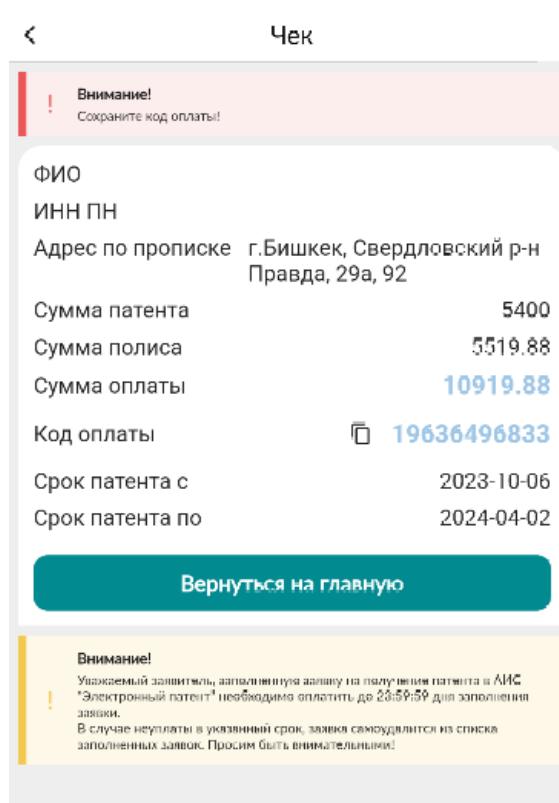 Чек
Внимание!
Сохраните код оплаты!
ФИО
ИНН ПН
Адрес по прописке г.Бишкек, Свердловский р-н
Правда, 29а, 92
Сумма патента 5400
Сумма полиса 5519.88
Сумма оплаты 10919.88
Код оплаты 19636496833
Срок патента с 2023-10-06
Срок патента по 2024-04-02
Вернуться на главную
Внимание!
Уважаемый заявитель, заполненную заявку на получение патента в АИС
"Электронный патент" необходимо оплатить до 23:59:59 дня заполнения
заявки.
В случае неуплаты в указанный срок, заявка самоудалится из списка
заполненных заявок. Просим быть внимательными!